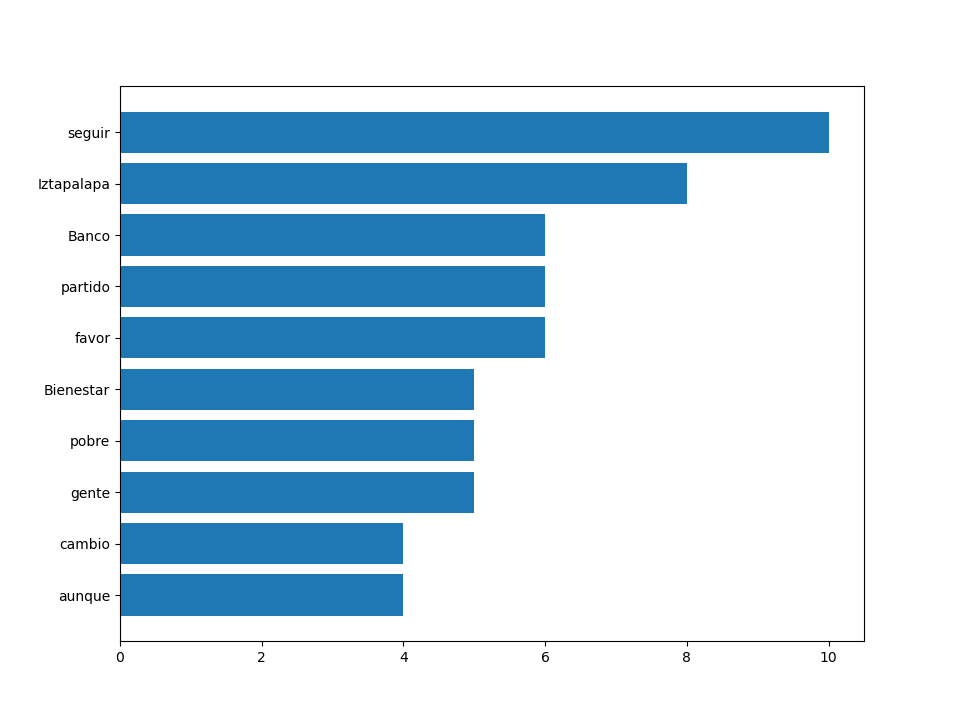 seguir
Iztapalapa
Banco
partido
favor
Bienestar
pobre
gente
cambio
aunque
0 2 4 6 8 10